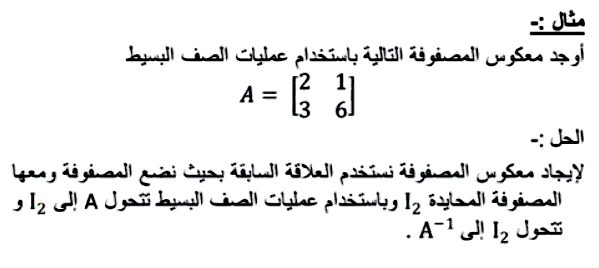 مثال :-
أوجد معكوس المصفوفة التالية باستخدام عمليات الصف البسيط
A = [2 1
3 6]
الحل :-
لإيجاد معكوس المصفوفة نستخدم العلاقة السابقة بحيث نضع المصفوفة ومعها
المصفوفة المحايدة I₂ وباستخدام عمليات الصف البسيط تتحول A إلى I₂ و
تتحول I₂ إلى A⁻¹ .